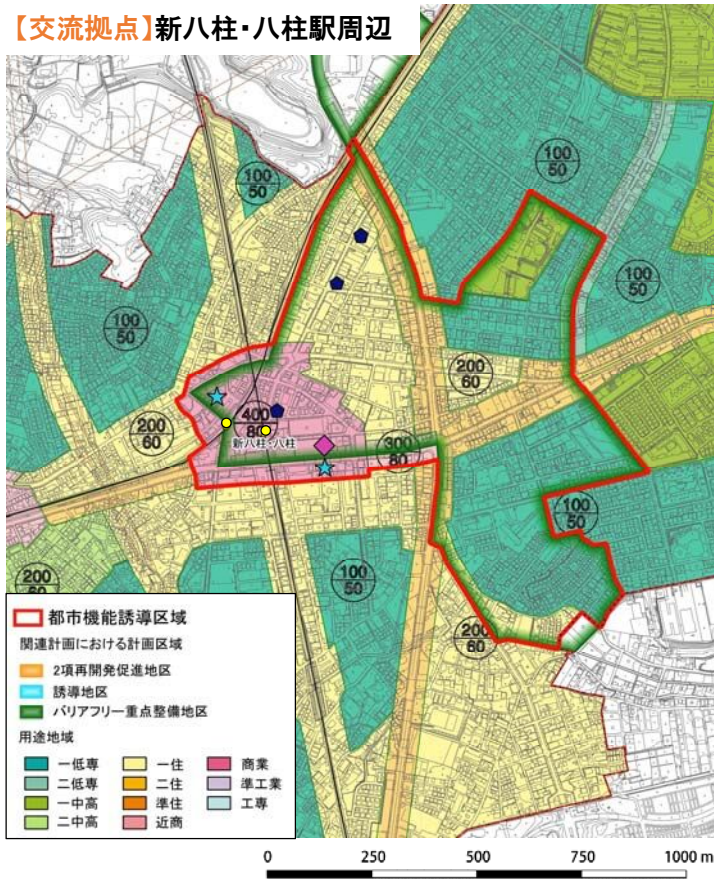 【交流拠点】新八柱・八柱駅周辺
100
50
100
50
100
50
100
50
200
60
200
60
400
80
新八柱・八柱
300
80
100
50
100
50
200
60
200
60
都市機能誘導区域
関連計画における計画区域
2項再開発促進地区
誘導地区
バリアフリー重点整備地区
用途地域
一低専 一住 商業
二低専 二住 準工業
一中高 準住 工専
二中高 近商
0 250 500 750 1000 m